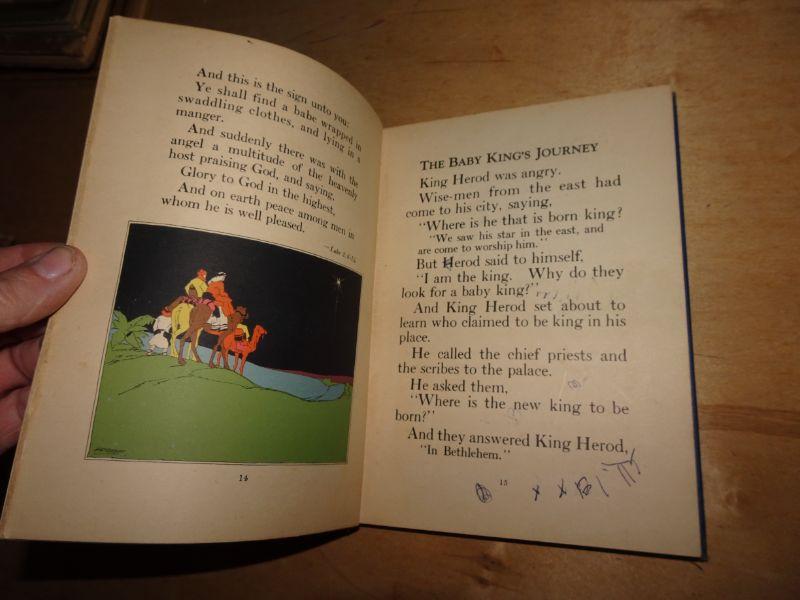 And this is the sign unto you:
Ye shall find a babe wrapped in
swaddling clothes, and lying in a
manger.
And suddenly there was with the
angel a multitude of the heavenly
host praising God, and saying,
Glory to God in the highest,
And on earth peace among men in
whom he is well pleased.
14
THE BABY KING'S JOURNEY
King Herod was angry.
Wise-men from the east had
come to his city, saying,
"Where is he that is born king?
"We saw his star in the east, and
are come to worship him."
But Herod said to himself,
"I am the king. Why do they
look for a baby king?"
And King Herod set about to
learn who claimed to be king in his
place.
He called the chief priests and
the scribes to the palace.
He asked them,
"Where is the new king to be
born?"
And they answered King Herod,
"In Bethlehem."
15